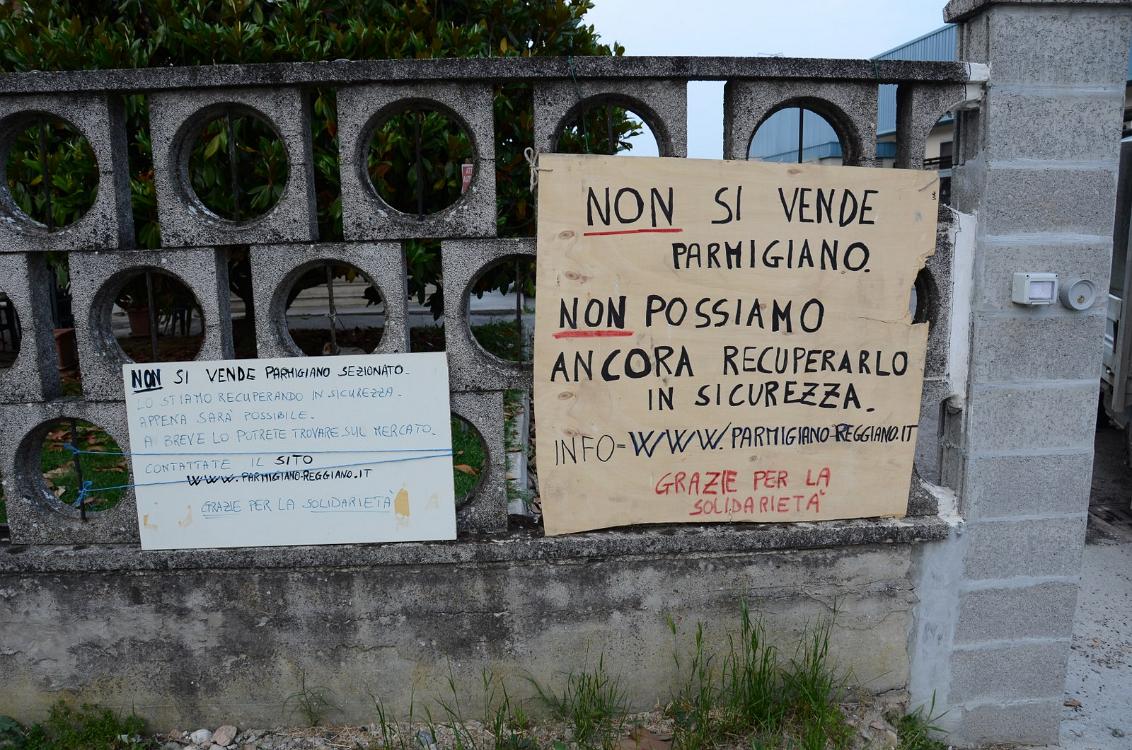 NON SI VENDE PARMIGIANO SEZIONATO.
LO STIAMO RECUPERANDO IN SICUREZZA.
APPENA SARÀ POSSIBILE.
AI BREVE LO POTRETE TROVARE SUL MERCATO.
CONTATTATE IL SITO
WWW.PARMIGIANO-REGGIANO.IT
GRAZIE PER LA SOLIDARIETÀ
NON SI VENDE
PARMIGIANO.
NON POSSIAMO
ANCORA RECUPERARLO
IN SICUREZZA.
INFO=WWW.PARMIGIANO-REGGIANO.IT
GRAZIE PER LA
SOLIDARIETÀ